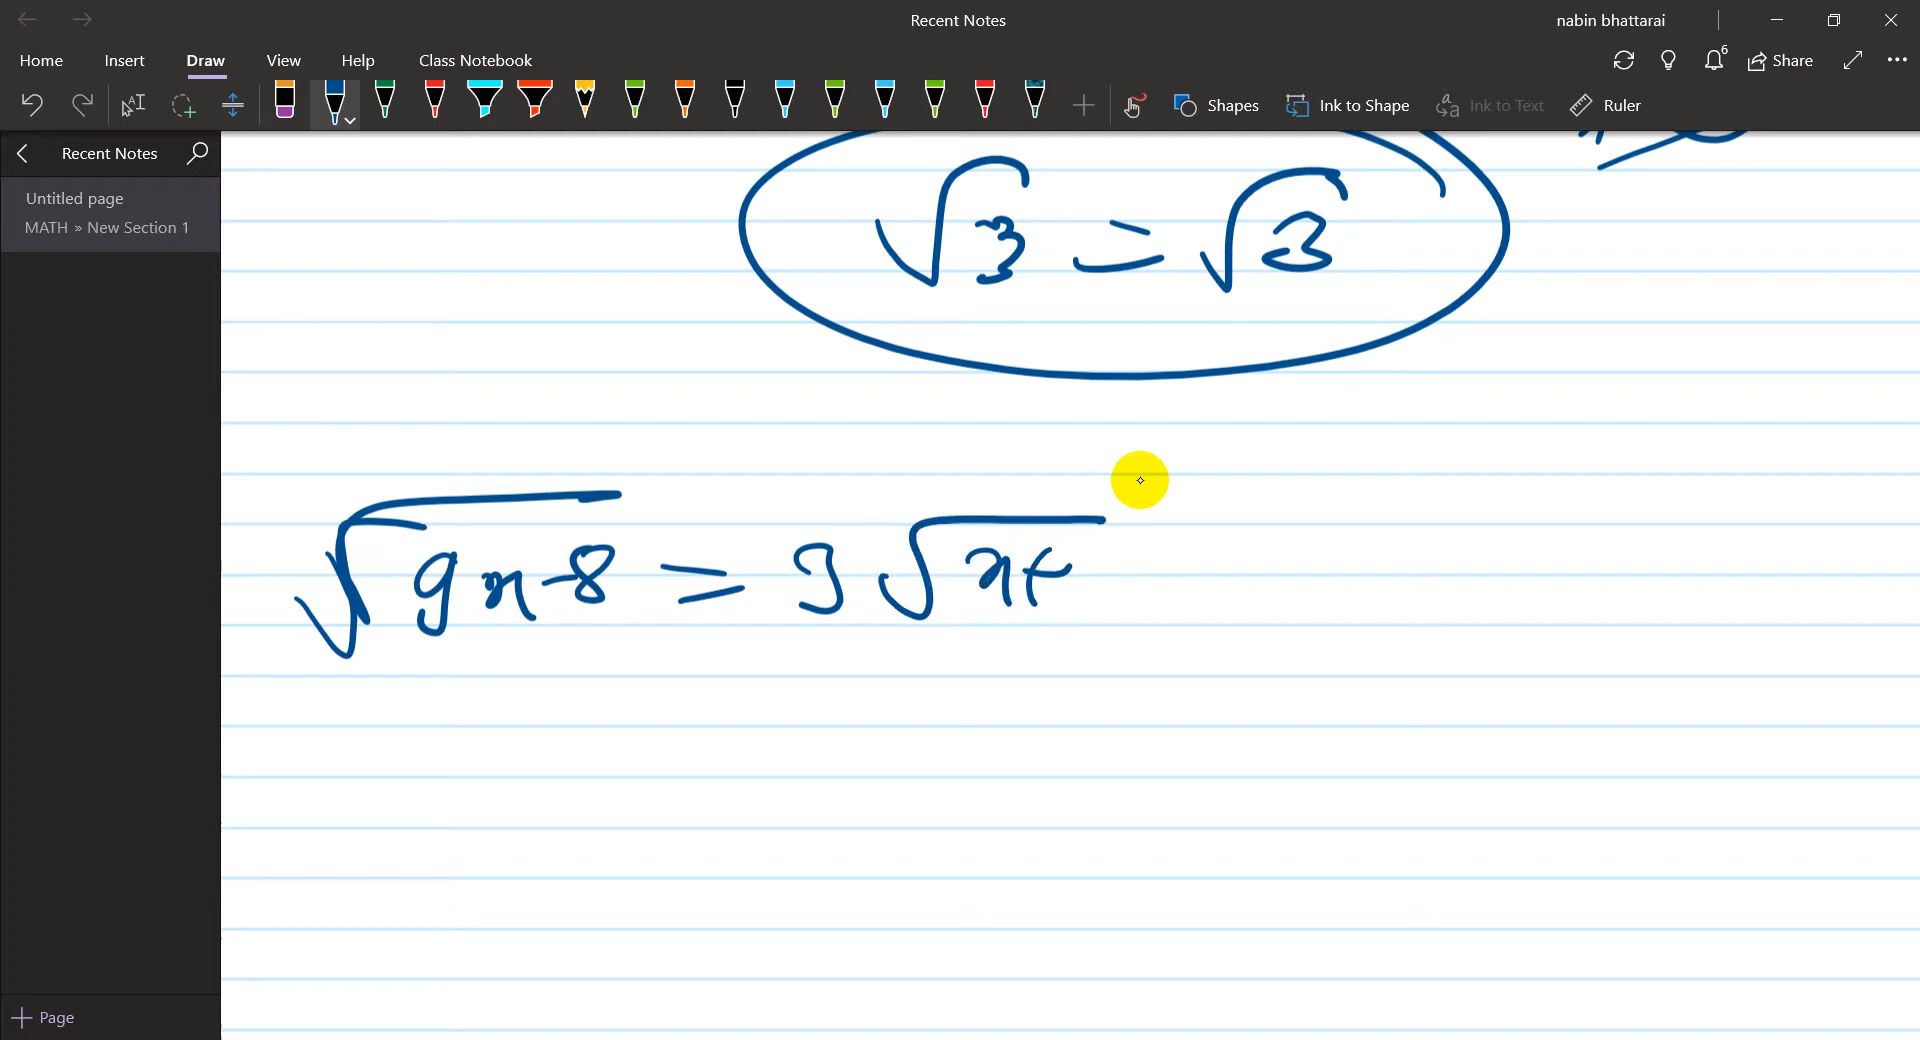 Recent Notes
nabin bhattarai
Home Insert Draw View Help Class Notebook
6
Share
Shapes
Ink to Shape
Ink to Text
Ruler
Recent Notes
Untitled page
MATH » New Section 1
√3 = √3
√9x-8 = 3√x+
Page